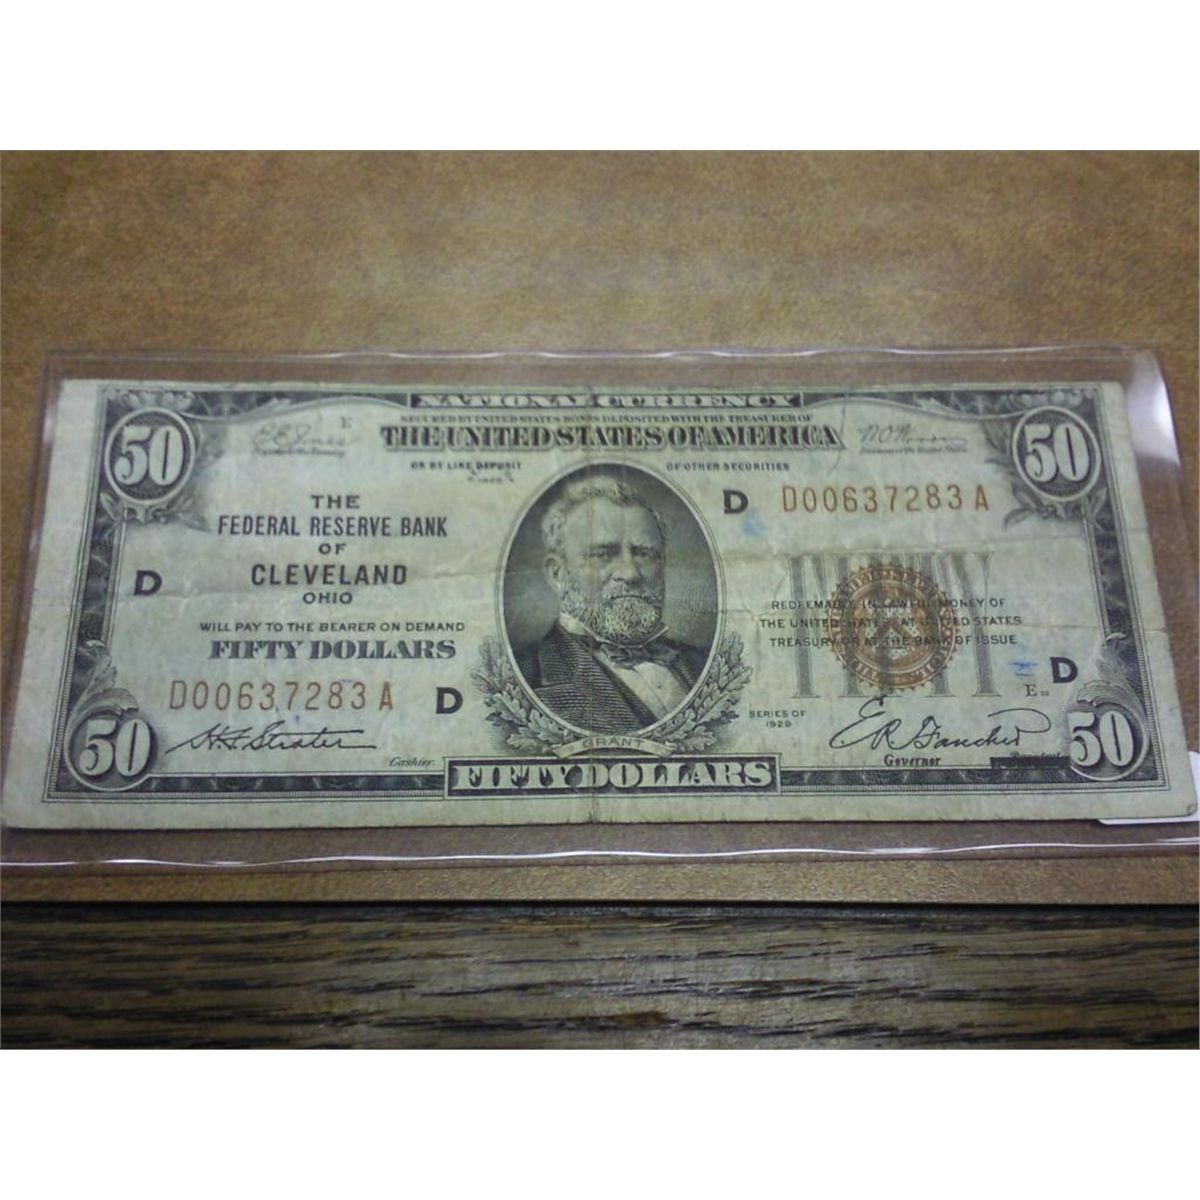 NATIONAL CURRENCY
SECURED BY UNITED STATES BONDS DEPOSITED WITH THE TREASURER OF
THE UNITED STATES OF AMERICA
OR BY LIKE DEPOSIT OF OTHER SECURITIES
50
50
E
D D00637283A
THE
FEDERAL RESERVE BANK
OF
CLEVELAND
OHIO
D
WILL PAY TO THE BEARER ON DEMAND
FIFTY DOLLARS
D00637283A D
FIFTY
REDEEMABLE IN LAWFUL MONEY OF
THE UNITED STATES AT UNITED STATES
TREASURY OR AT THE BANK OF ISSUE
D
E
SERIES OF
1929
50
H F Strater
Cashier
GRANT
FIFTY DOLLARS
E R Fancher
Governor
50